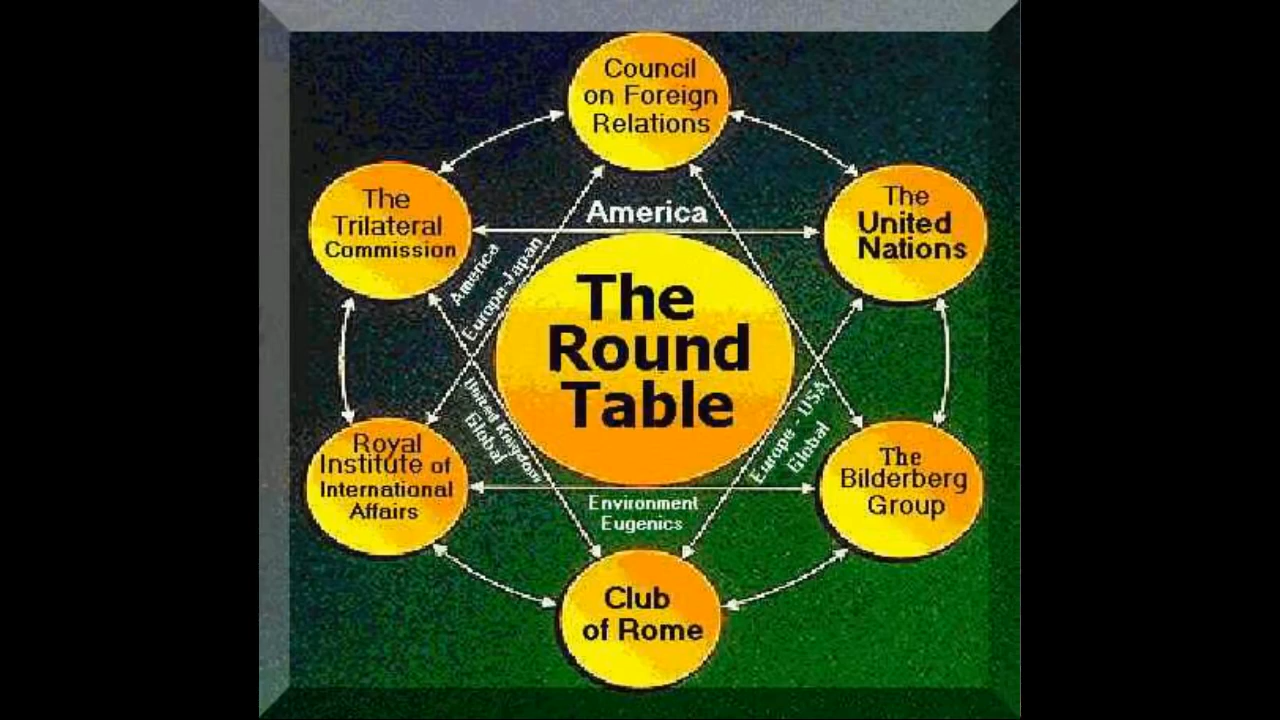 Council
on Foreign
Relations
The
Trilateral
Commission
America
The
United
Nations
America
Europe-Japan
The
Round
Table
United Kingdom
Global
Europe - USA
Global
Royal
Institute of
International
Affairs
Environment
Eugenics
The
Bilderberg
Group
Club
of Rome